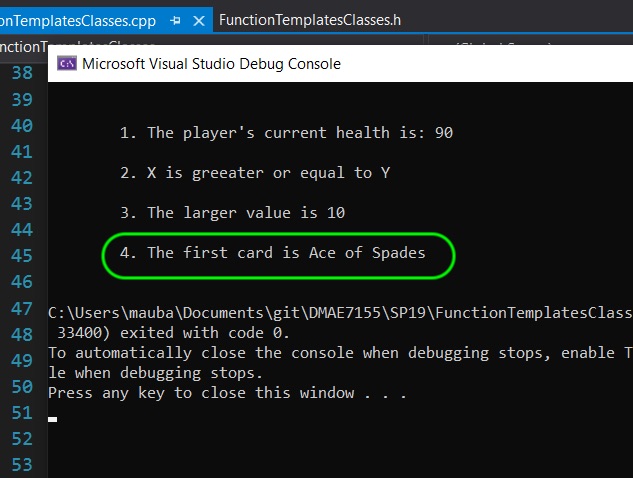 onTemplatesClasses.cpp FunctionTemplatesClasses.h
Microsoft Visual Studio Debug Console
38
39
40
41
42
43
44
45
46
47
48
49
50
51
52
53
1. The player's current health is: 90
2. X is greeater or equal to Y
3. The larger value is 10
4. The first card is Ace of Spades
C:\Users\mauba\Documents\git\DMAE7155\SP19\FunctionTemplatesClass
33400) exited with code 0.
To automatically close the console when debugging stops, enable T
le when debugging stops.
Press any key to close this window . . .